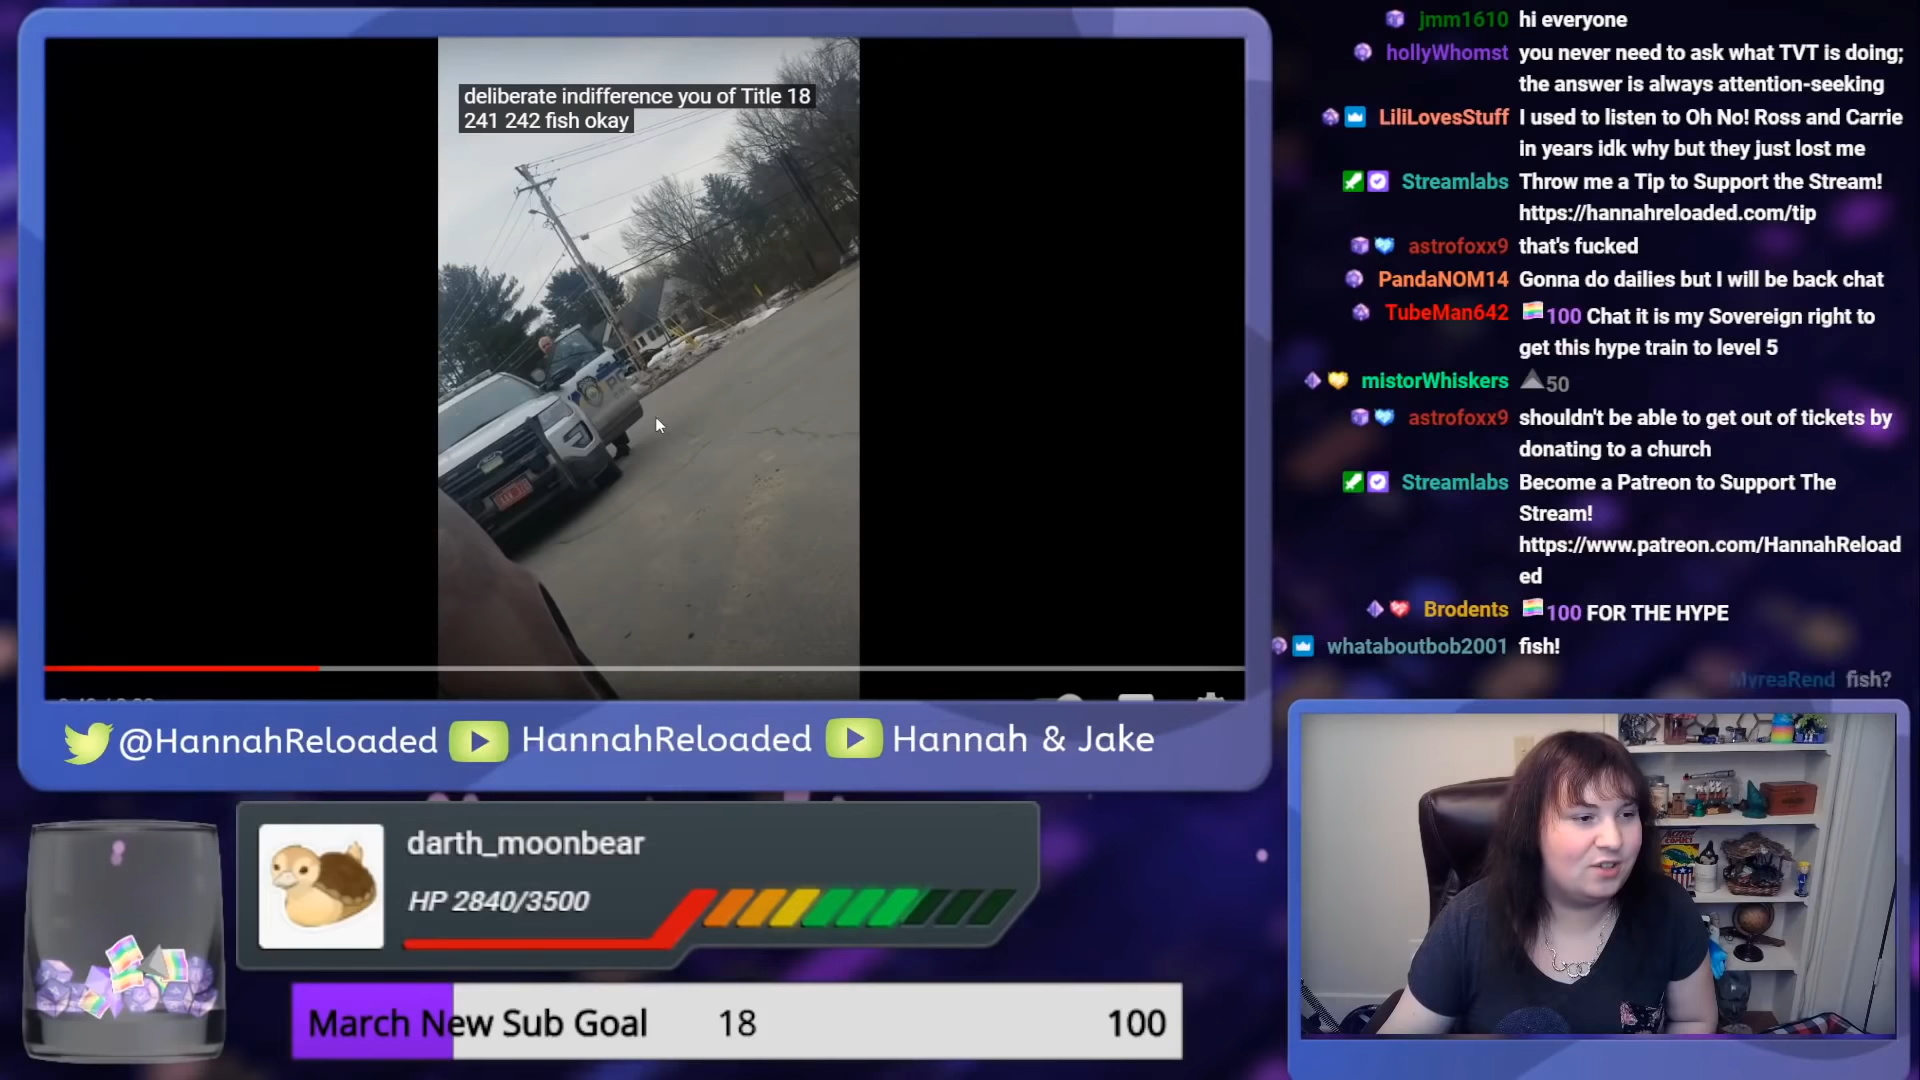 deliberate indifference you of Title 18
241 242 fish okay
@HannahReloaded HannahReloaded Hannah & Jake
darth_moonbear
HP 2840/3500
March New Sub Goal 18 100
jmm1610 hi everyone
hollyWhomst you never need to ask what TVT is doing;
the answer is always attention-seeking
LiliLovesStuff I used to listen to Oh No! Ross and Carrie
in years idk why but they just lost me
Streamlabs Throw me a Tip to Support the Stream!
https://hannahreloaded.com/tip
astrofoxx9 that's fucked
PandaNOM14 Gonna do dailies but I will be back chat
TubeMan642 100 Chat it is my Sovereign right to
get this hype train to level 5
mistorWhiskers 50
astrofoxx9 shouldn't be able to get out of tickets by
donating to a church
Streamlabs Become a Patreon to Support The
Stream!
https://www.patreon.com/HannahReload
ed
Brodents 100 FOR THE HYPE
whataboutbob2001 fish!
MyreaRend fish?